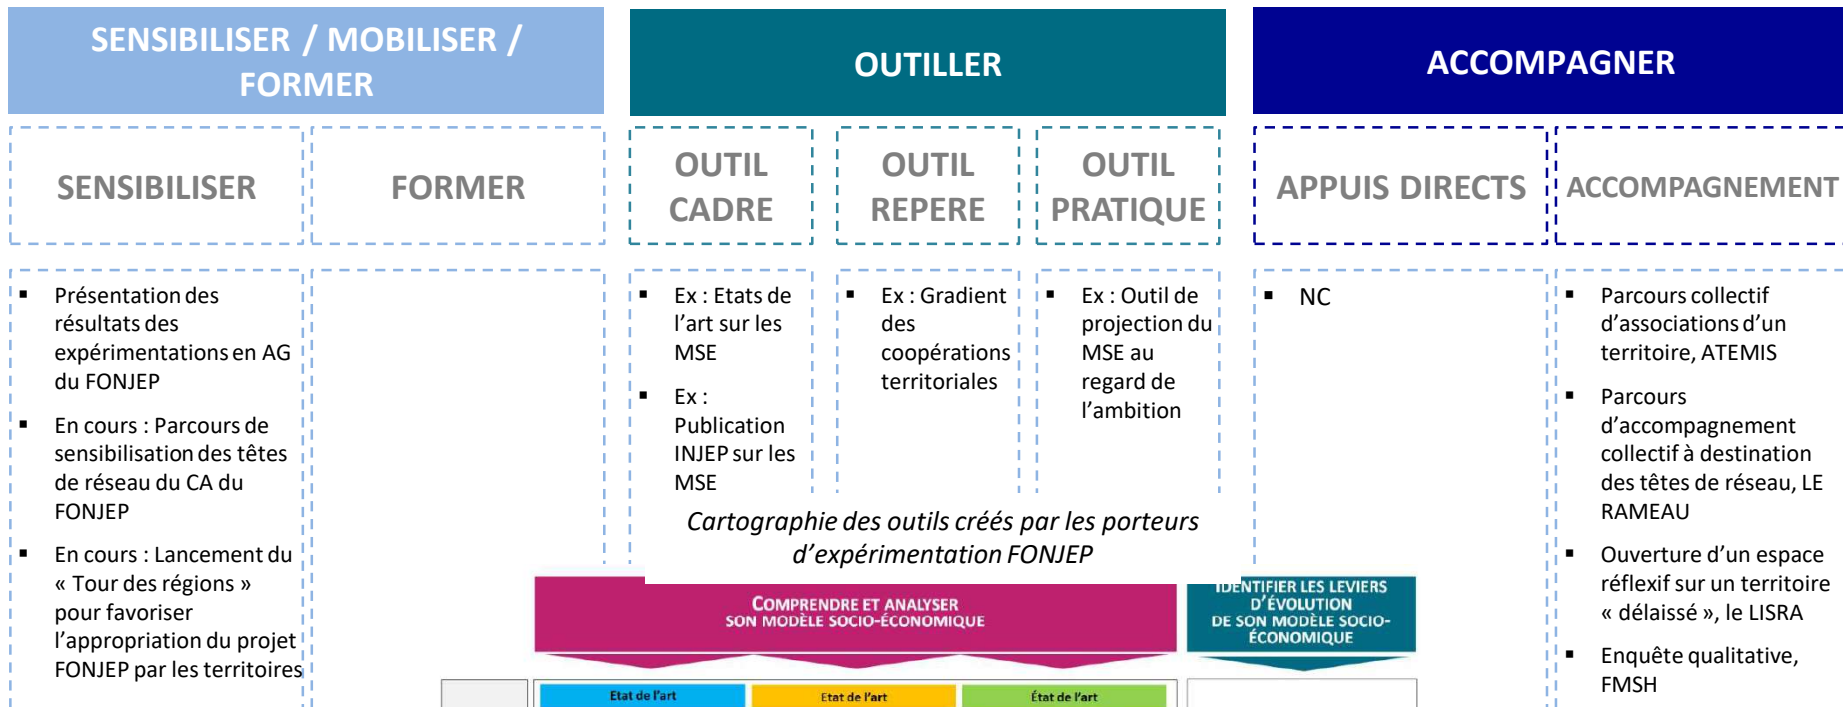 SENSIBILISER / MOBILISER /
FORMER
OUTILLER
ACCOMPAGNER
SENSIBILISER
FORMER
OUTIL
CADRE
OUTIL
REPERE
OUTIL
PRATIQUE
APPUIS DIRECTS
ACCOMPAGNEMENT
▪ Présentation des
résultats des
expérimentations en AG
du FONJEP
▪ En cours : Parcours de
sensibilisation des têtes
de réseau du CA du
FONJEP
▪ En cours : Lancement du
« Tour des régions »
pour favoriser
l’appropriation du projet
FONJEP par les territoires
▪ Ex : Etats de
l’art sur les
MSE
▪ Ex :
Publication
INJEP sur les
MSE
▪ Ex : Gradient
des
coopérations
territoriales
▪ Ex : Outil de
projection du
MSE au
regard de
l’ambition
▪ NC
▪ Parcours collectif
d’associations d’un
territoire, ATEMIS
▪ Parcours
d’accompagnement
collectif à destination
des têtes de réseau, LE
RAMEAU
▪ Ouverture d’un espace
réflexif sur un territoire
« délaissé », le LISRA
▪ Enquête qualitative,
FMSH
Cartographie des outils créés par les porteurs
d’expérimentation FONJEP
COMPRENDRE ET ANALYSER
SON MODÈLE SOCIO-ÉCONOMIQUE
IDENTIFIER LES LEVIERS
D’ÉVOLUTION
DE SON MODÈLE SOCIO-
ÉCONOMIQUE
Etat de l’art
Etat de l’art
État de l’art